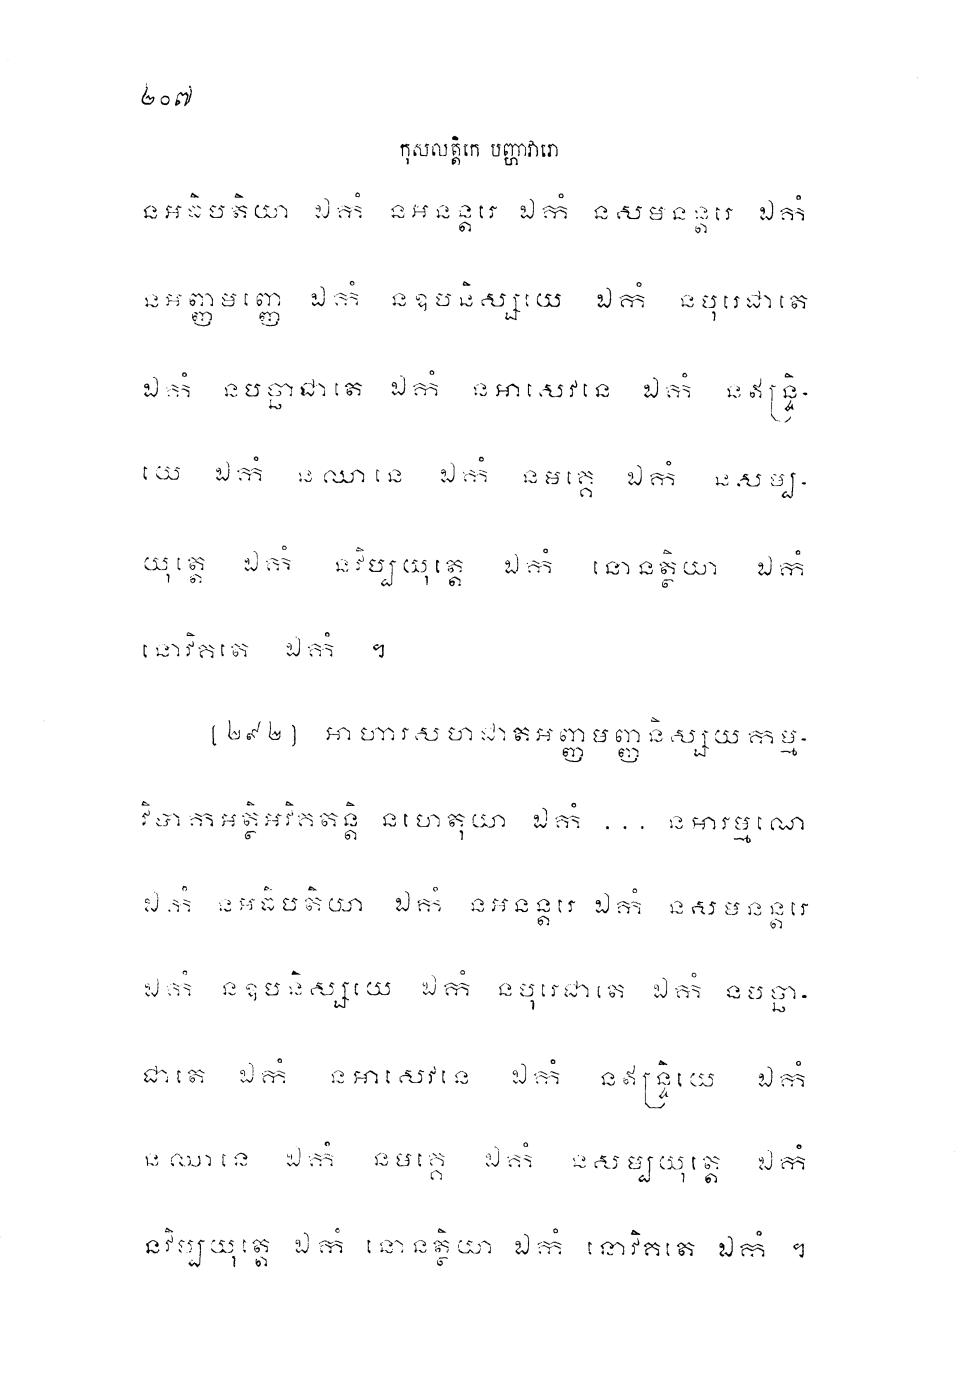 ២០៧
កុសលត្តិកេ បញ្ហាវារោ
នអធិបតិយា ឯកំ នអនន្តរេ ឯកំ នសមនន្តរេ ឯកំ
នអញ្ញមញ្ញេ ឯកំ នឧបនិស្សយេ ឯកំ នបុរេជាតេ
ឯកំ នបច្ឆាជាតេ ឯកំ នអាសេវនេ ឯកំ នឥន្ទ្រិ-
យេ ឯកំ នឈានេ ឯកំ នមគ្គេ ឯកំ នសម្ប-
យុត្តេ ឯកំ នវិប្បយុត្តេ ឯកំ នោនត្ថិយា ឯកំ
នោវិគតេ ឯកំ ។
[២៩២] អាហារសហជាតអញ្ញមញ្ញនិស្សយកម្ម-
វិបាកអត្ថិអវិគតន្តិ នហេតុយា ឯកំ ... នអារម្មណេ
ឯកំ នអធិបតិយា ឯកំ នអនន្តរេ ឯកំ នសមនន្តរេ
ឯកំ នឧបនិស្សយេ ឯកំ នបុរេជាតេ ឯកំ នបច្ឆា-
ជាតេ ឯកំ នអាសេវនេ ឯកំ នឥន្ទ្រិយេ ឯកំ
នឈានេ ឯកំ នមគ្គេ ឯកំ នសម្បយុត្តេ ឯកំ
នវិប្បយុត្តេ ឯកំ នោនត្ថិយា ឯកំ នោវិគតេ ឯកំ ។